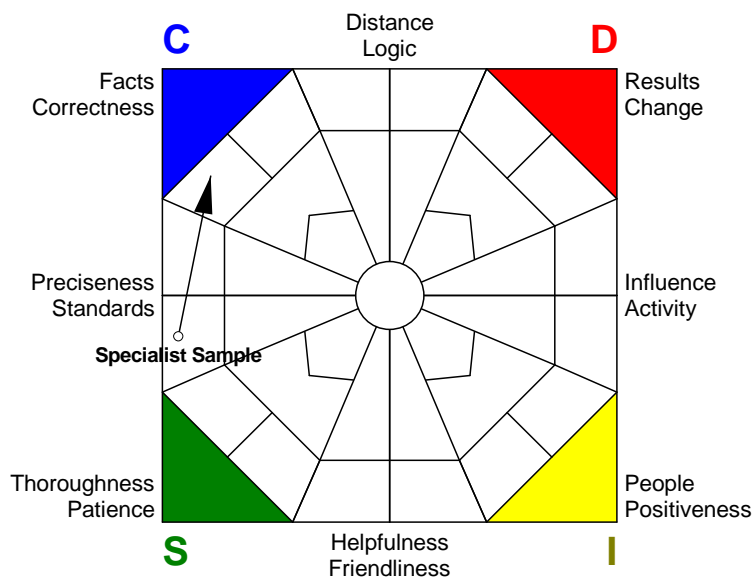 C
Distance
Logic
D
Facts
Correctness
Results
Change
Preciseness
Standards
Influence
Activity
Specialist Sample
Thoroughness
Patience
People
Positiveness
S
Helpfulness
Friendliness
I